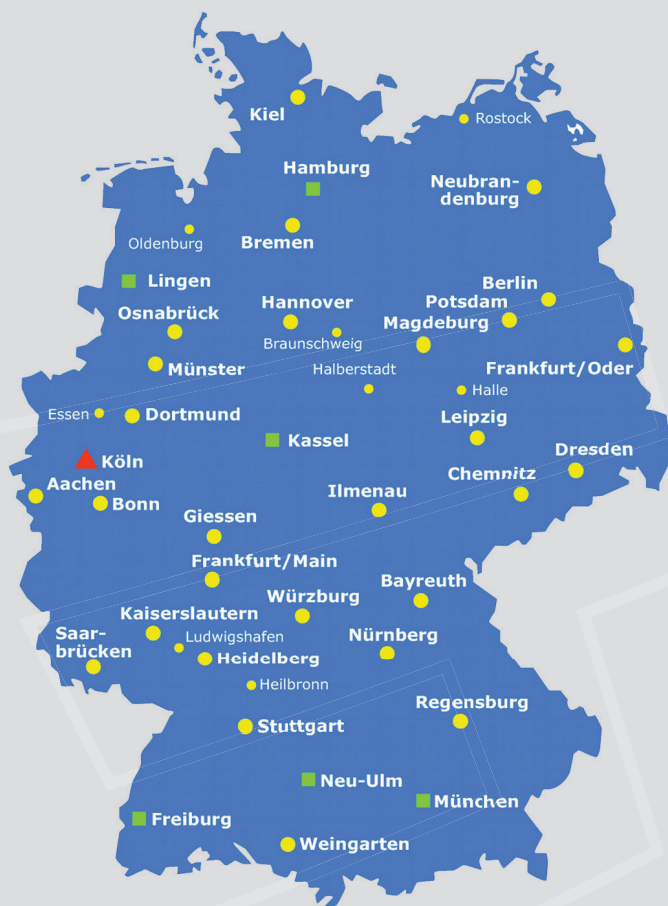 Kiel
Rostock
Hamburg
Neubran-
denburg
Oldenburg
Bremen
Lingen
Berlin
Osnabrück
Hannover
Potsdam
Braunschweig
Magdeburg
Münster
Halberstadt
Frankfurt/Oder
Halle
Essen
Dortmund
Leipzig
Kassel
Dresden
Köln
Chemnitz
Aachen
Bonn
Ilmenau
Giessen
Frankfurt/Main
Bayreuth
Würzburg
Kaiserslautern
Ludwigshafen
Nürnberg
Saar-
brücken
Heidelberg
Heilbronn
Regensburg
Stuttgart
Neu-Ulm
München
Freiburg
Weingarten